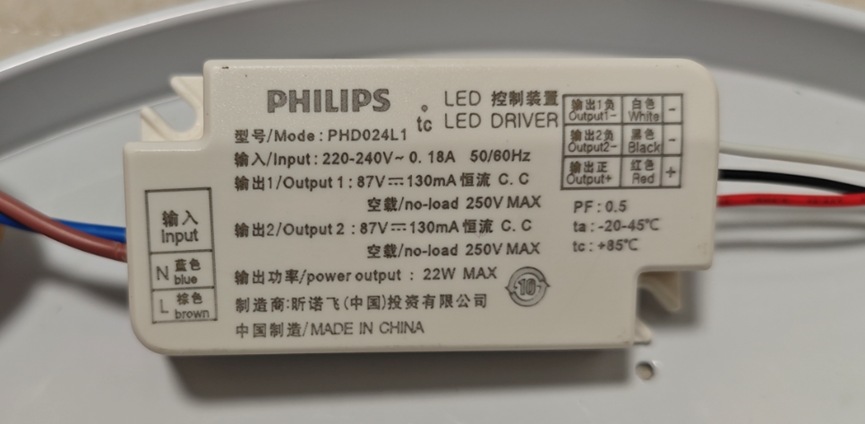 PHILIPS
LED 控制装置
tc LED DRIVER
型号/Mode : PHD024L1
输入/Input : 220-240V~ 0.18A 50/60Hz
输出1/Output 1 : 87V⎓130mA 恒流 C.C
空载/no-load 250V MAX
输出2/Output 2 : 87V⎓130mA 恒流 C.C
空载/no-load 250V MAX
输出功率/power output : 22W MAX
制造商:昕诺飞(中国)投资有限公司
中国制造/MADE IN CHINA
10
输入
Input
N 蓝色
blue
L 棕色
brown
输出1负 白色 -
Output1- White
输出2负 黑色 -
Output2- Black
输出正 红色 +
Output+ Red
PF : 0.5
ta : -20-45℃
tc : +85℃